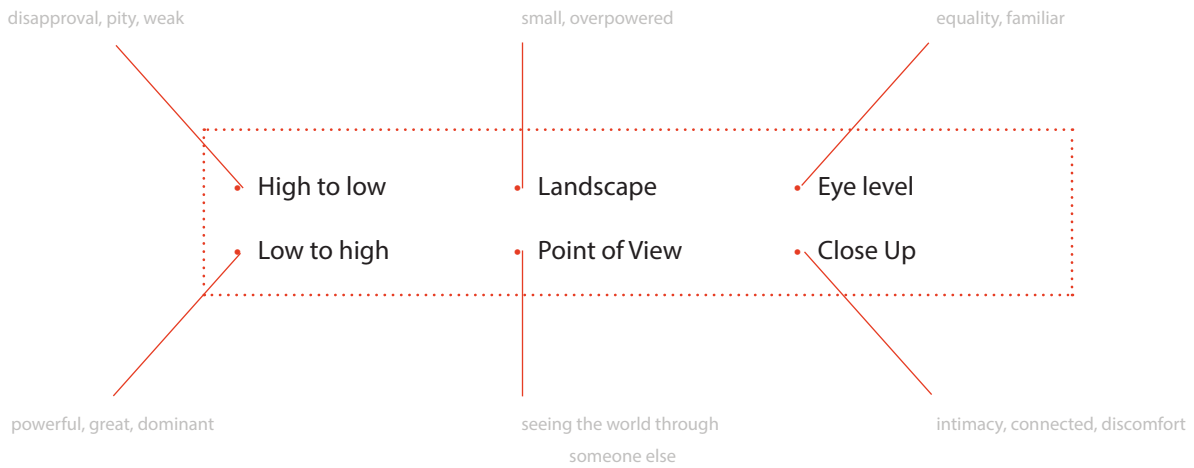 disapproval, pity, weak
small, overpowered
equality, familiar
High to low
Landscape
Eye level
Low to high
Point of View
Close Up
powerful, great, dominant
seeing the world through
someone else
intimacy, connected, discomfort